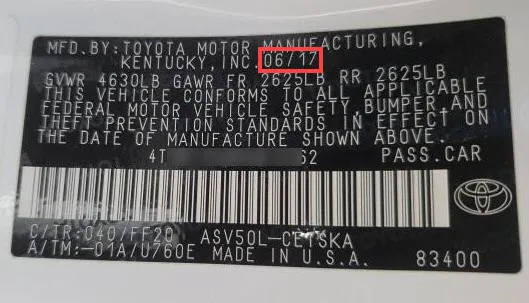 MFD.BY:TOYOTA MOTOR MANUFACTURING,
KENTUCKY,INC. 06/17
GVWR 4630LB GAWR FR 2625LB RR 2625LB
THIS VEHICLE CONFORMS TO ALL APPLICABLE
FEDERAL MOTOR VEHICLE SAFETY, BUMPER,AND
THEFT PREVENTION STANDARDS IN EFFECT ON
THE DATE OF MANUFACTURE SHOWN ABOVE.
4T 62 PASS.CAR
C/TR:040/FF20 ASV50L-CETSKA
A/TM:-01A/U760E MADE IN U.S.A. 83400